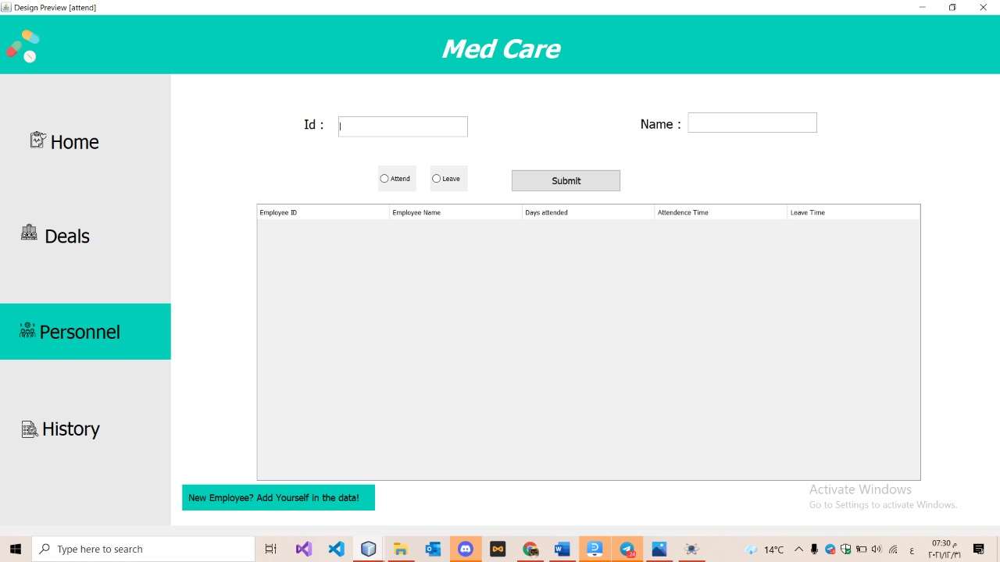 Design Preview [attend]
Med Care
Id :
Name :
Home
Attend
Leave
Submit
Employee ID
Employee Name
Days attended
Attendence Time
Leave Time
Deals
Personnel
History
New Employee? Add Yourself in the data!
Activate Windows
Go to Settings to activate Windows.
Type here to search
W
24
14°C
ع
07:30 م
٢٠٢١/١٢/٣١